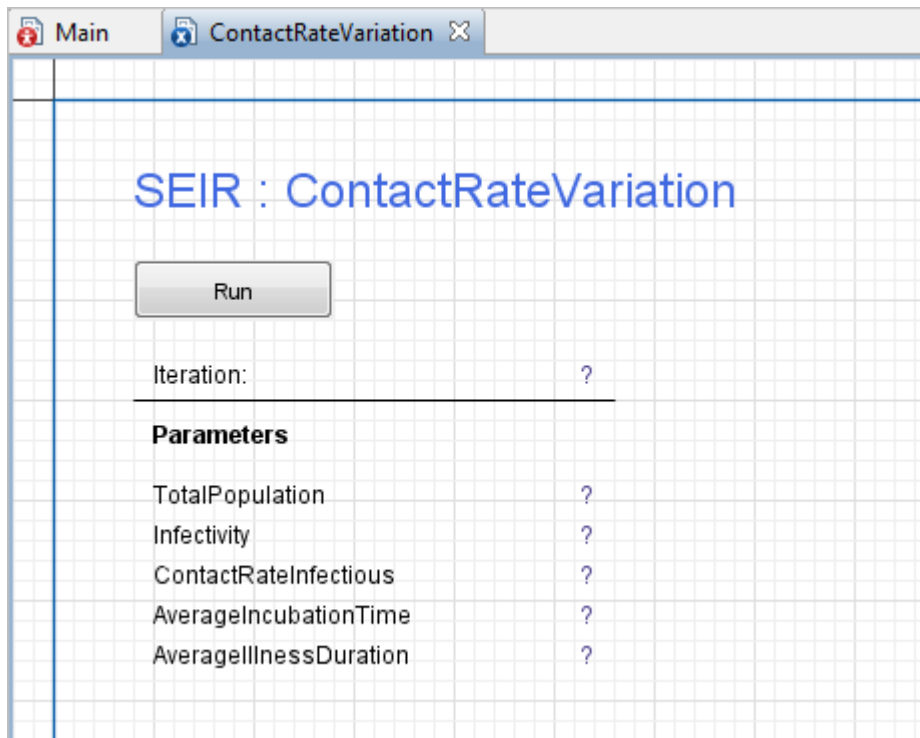 Main
ContactRateVariation
SEIR : ContactRateVariation
Run
Iteration: ?
Parameters
TotalPopulation ?
Infectivity ?
ContactRateInfectious ?
AverageIncubationTime ?
AverageIllnessDuration ?